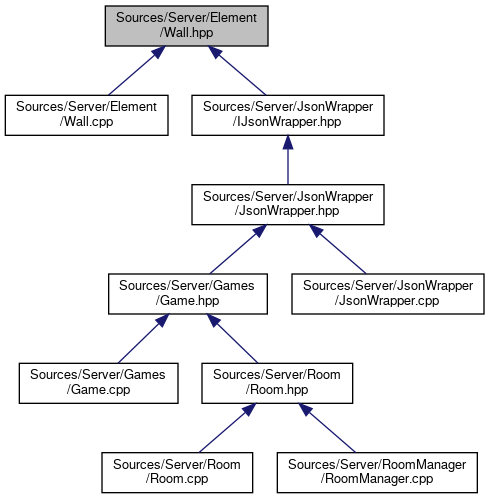 Sources/Server/Element
/Wall.hpp
Sources/Server/Element
/Wall.cpp
Sources/Server/JsonWrapper
/IJsonWrapper.hpp
Sources/Server/JsonWrapper
/JsonWrapper.hpp
Sources/Server/Games
/Game.hpp
Sources/Server/JsonWrapper
/JsonWrapper.cpp
Sources/Server/Games
/Game.cpp
Sources/Server/Room
/Room.hpp
Sources/Server/Room
/Room.cpp
Sources/Server/RoomManager
/RoomManager.cpp